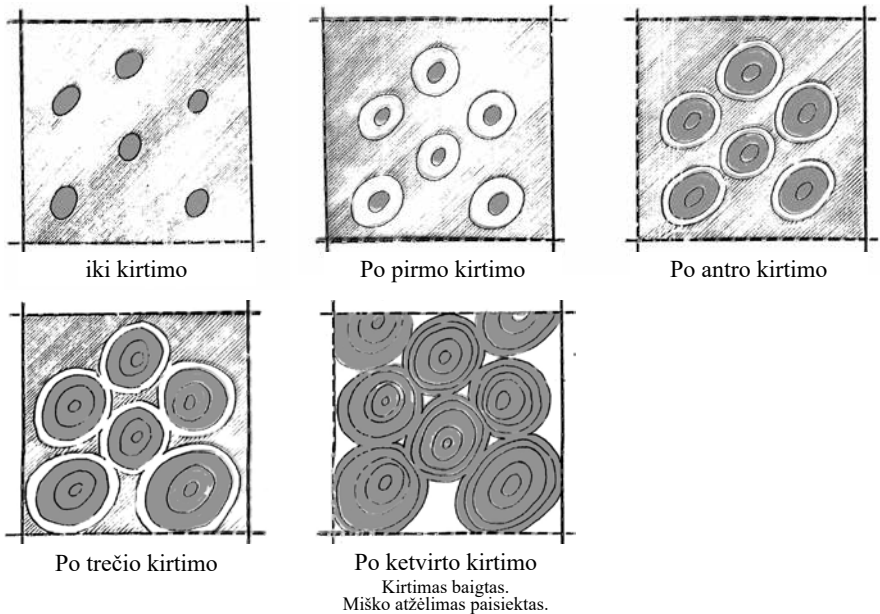 iki kirtimo
Po pirmo kirtimo
Po antro kirtimo
Po trečio kirtimo
Po ketvirto kirtimo
Kirtimas baigtas.
Miško atžėlimas paisiektas.